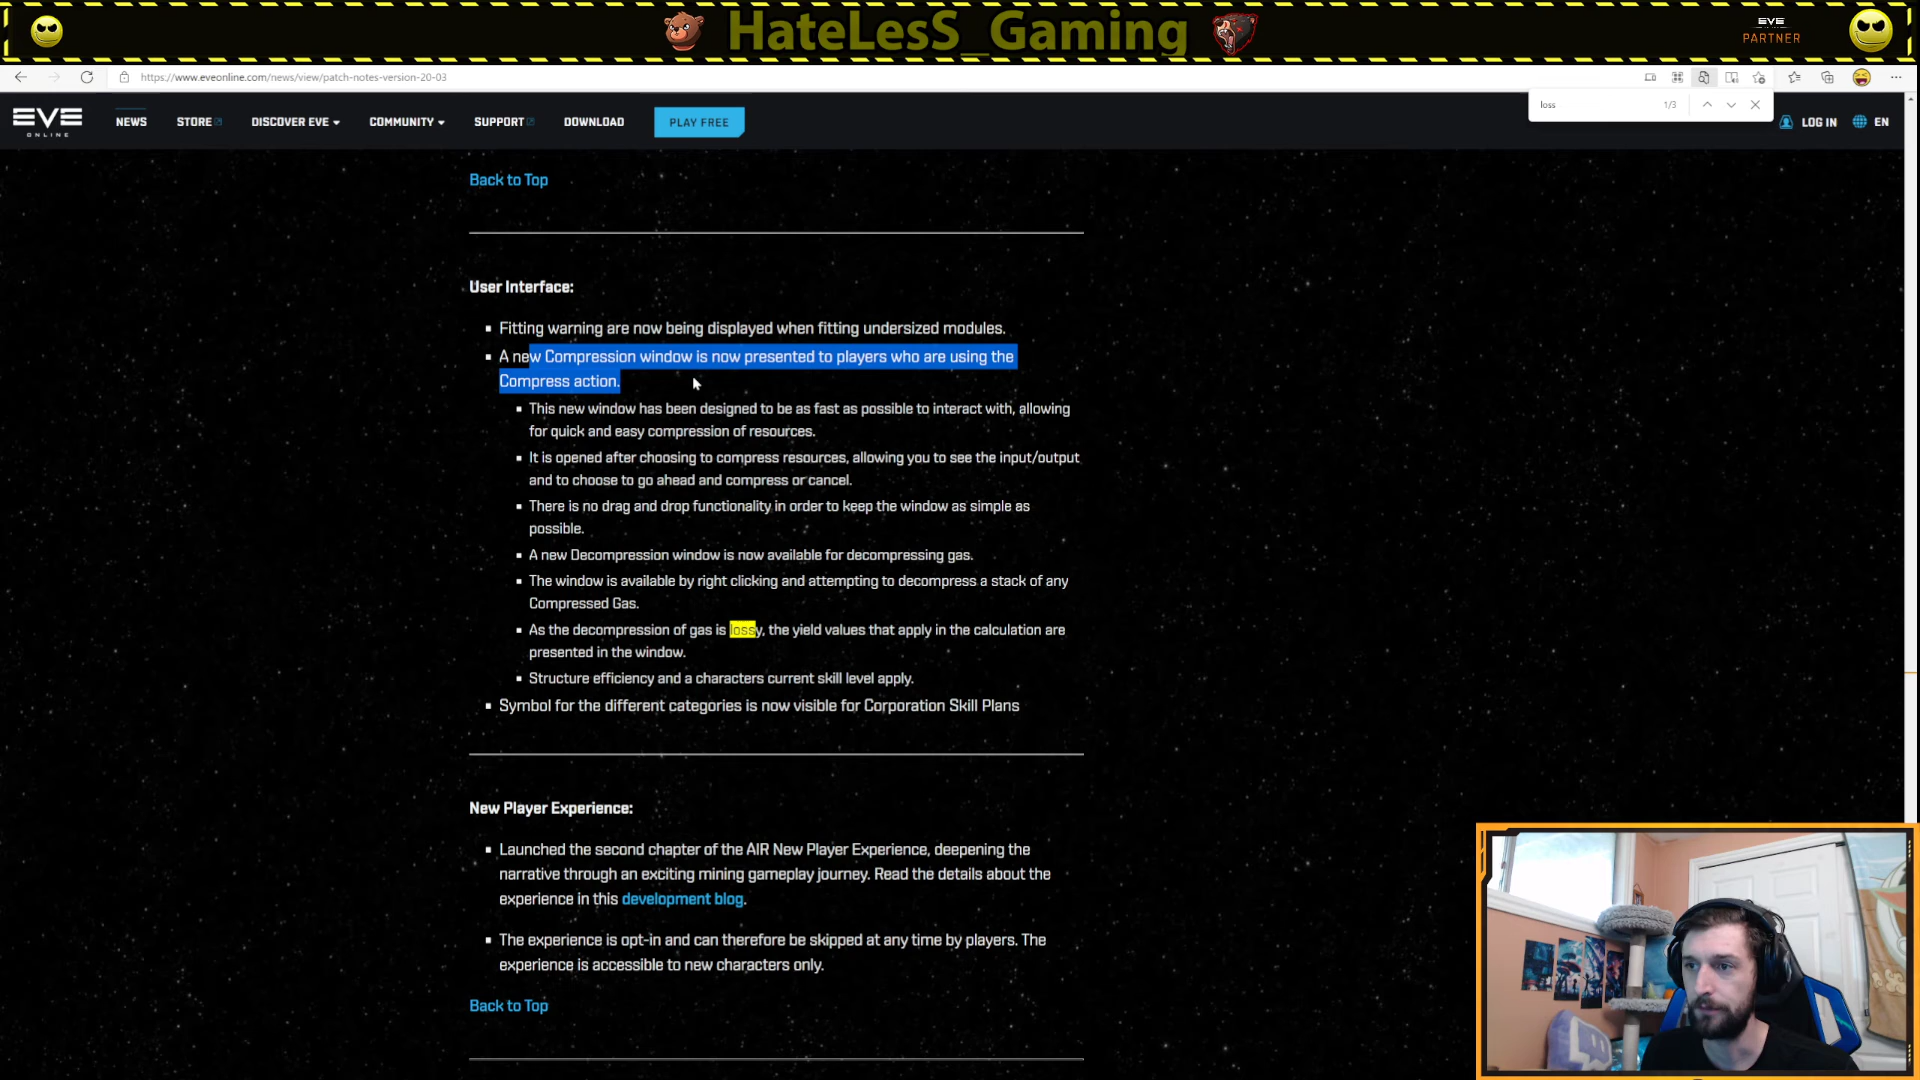 HateLesS_Gaming
EVE
PARTNER
https://www.eveonline.com/news/view/patch-notes-version-20-03
loss
1/3
EVE
ONLINE
NEWS
STORE
DISCOVER EVE
COMMUNITY
SUPPORT
DOWNLOAD
PLAY FREE
LOG IN
EN
Back to Top
User Interface:
Fitting warning are now being displayed when fitting undersized modules.
A new Compression window is now presented to players who are using the
Compress action.
This new window has been designed to be as fast as possible to interact with, allowing
for quick and easy compression of resources.
It is opened after choosing to compress resources, allowing you to see the input/output
and to choose to go ahead and compress or cancel.
There is no drag and drop functionality in order to keep the window as simple as
possible.
A new Decompression window is now available for decompressing gas.
The window is available by right clicking and attempting to decompress a stack of any
Compressed Gas.
As the decompression of gas is lossy, the yield values that apply in the calculation are
presented in the window.
Structure efficiency and a characters current skill level apply.
Symbol for the different categories is now visible for Corporation Skill Plans
New Player Experience:
Launched the second chapter of the AIR New Player Experience, deepening the
narrative through an exciting mining gameplay journey. Read the details about the
experience in this development blog.
The experience is opt-in and can therefore be skipped at any time by players. The
experience is accessible to new characters only.
Back to Top